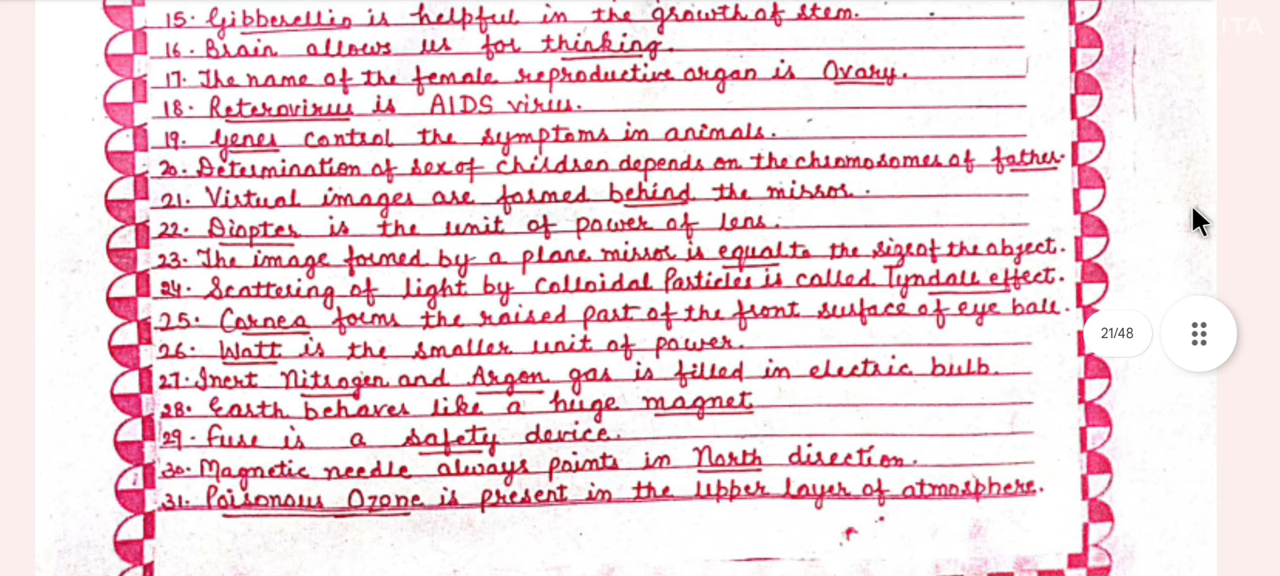 ITA
15. Gibberellin is helpful in the growth of stem.
16. Brain allows us for thinking.
17. The name of the female reproductive organ is Ovary.
18. Reterovirus is AIDS virus.
19. Genes control the symptoms in animals.
20. Determination of sex of children depends on the chromosomes of father.
21. Virtual images are formed behind the mirror.
22. Diopter is the unit of power of lens.
23. The image formed by a plane mirror is equal to the size of the object.
24. Scattering of light by Colloidal Particles is called Tyndall effect.
25. Cornea forms the raised part of the front surface of eye ball.
26. Watt is the smaller unit of power.
27. Inert Nitrogen and Argon gas is filled in electric bulb.
28. Earth behaves like a huge magnet
29. Fuse is a safety device.
30. Magnetic needle always points in North direction.
31. Poisonous Ozone is present in the Upper layer of atmosphere.
21/48